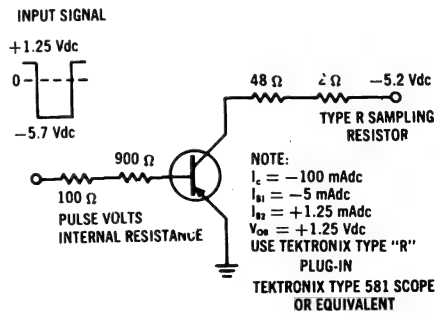 INPUT SIGNAL
+1.25 Vdc
0
−5.7 Vdc
48 Ω
2 Ω
−5.2 Vdc
TYPE R SAMPLING
RESISTOR
900 Ω
100 Ω
PULSE VOLTS
INTERNAL RESISTANCE
NOTE:
Ic = −100 mAdc
IB1 = −5 mAdc
IB2 = +1.25 mAdc
VOB = +1.25 Vdc
USE TEKTRONIX TYPE "R"
PLUG-IN
TEKTRONIX TYPE 581 SCOPE
OR EQUIVALENT